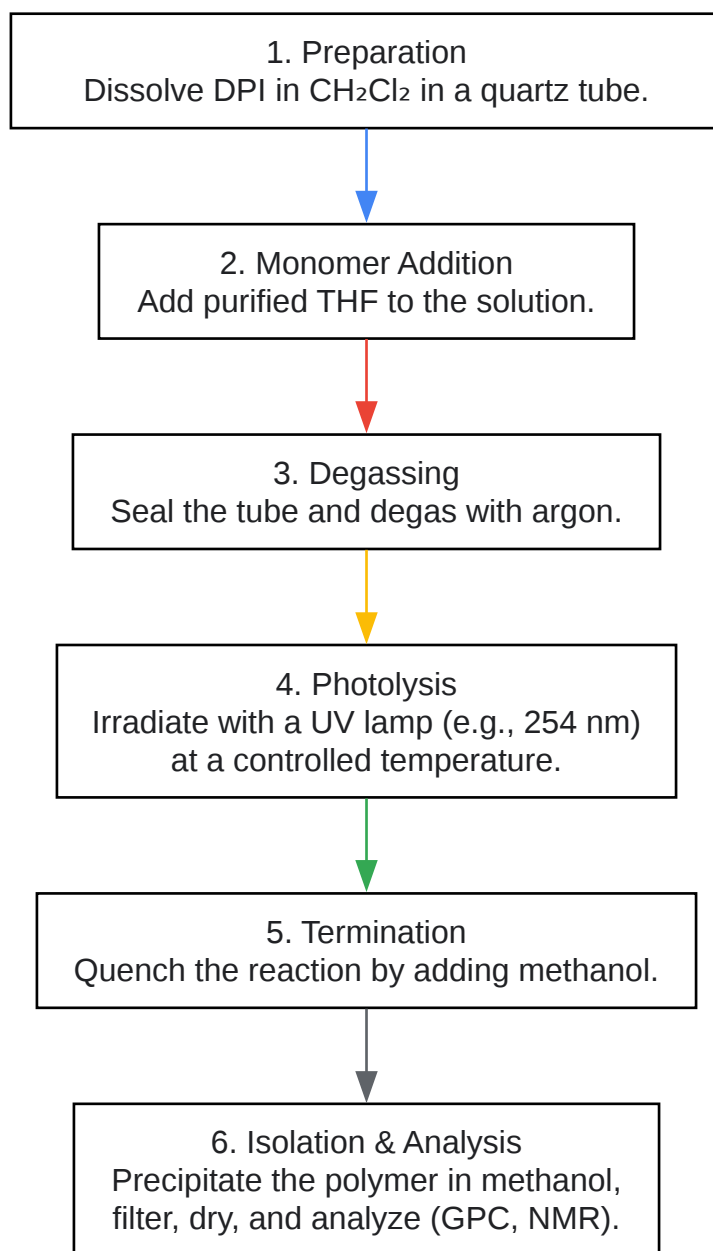 1. Preparation
Dissolve DPI in CH₂Cl₂ in a quartz tube.
2. Monomer Addition
Add purified THF to the solution.
3. Degassing
Seal the tube and degas with argon.
4. Photolysis
Irradiate with a UV lamp (e.g., 254 nm)
at a controlled temperature.
5. Termination
Quench the reaction by adding methanol.
6. Isolation & Analysis
Precipitate the polymer in methanol,
filter, dry, and analyze (GPC, NMR).